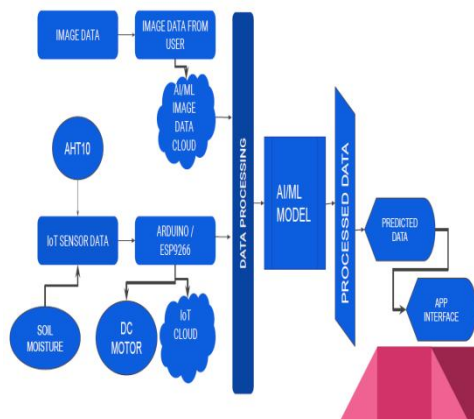 IMAGE DATA
IMAGE DATA FROM
USER
AI/ML
IMAGE
DATA
CLOUD
AHT10
IoT SENSOR DATA
ARDUINO /
ESP9266
SOIL
MOISTURE
DC
MOTOR
IoT
CLOUD
DATA PROCESSING
AI/ML
MODEL
PROCESSED DATA
PREDICTED
DATA
APP
INTERFACE